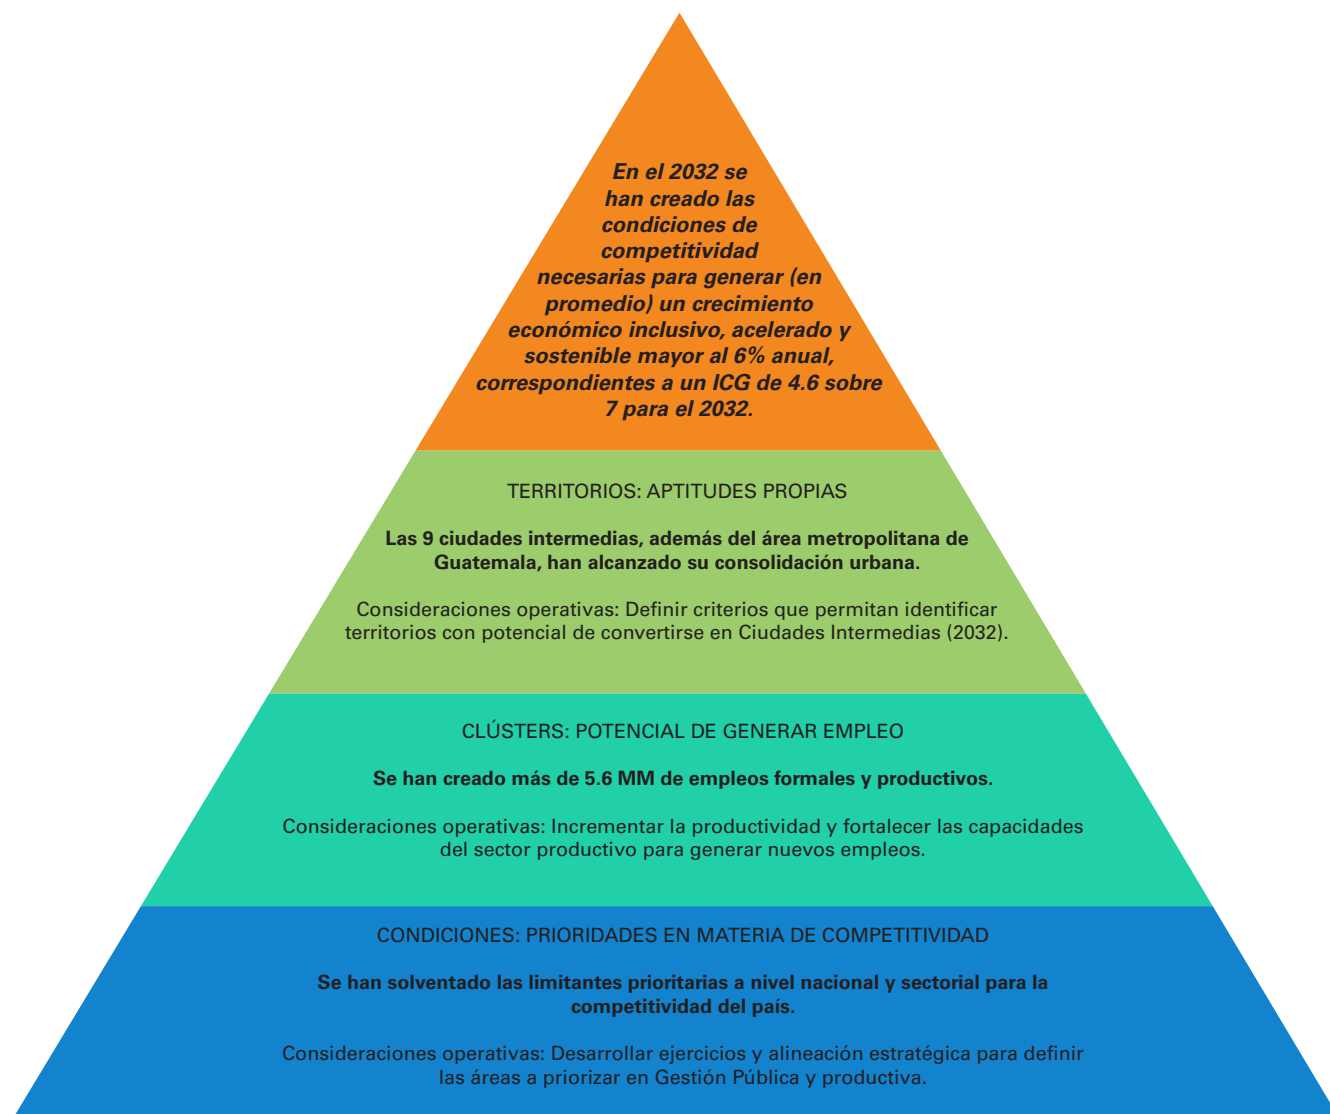 En el 2032 se
han creado las
condiciones de
competitividad
necesarias para generar (en
promedio) un crecimiento
económico inclusivo, acelerado y
sostenible mayor al 6% anual,
correspondientes a un ICG de 4.6 sobre
7 para el 2032.
TERRITORIOS: APTITUDES PROPIAS
Las 9 ciudades intermedias, además del área metropolitana de
Guatemala, han alcanzado su consolidación urbana.
Consideraciones operativas: Definir criterios que permitan identificar
territorios con potencial de convertirse en Ciudades Intermedias (2032).
CLÚSTERS: POTENCIAL DE GENERAR EMPLEO
Se han creado más de 5.6 MM de empleos formales y productivos.
Consideraciones operativas: Incrementar la productividad y fortalecer las capacidades
del sector productivo para generar nuevos empleos.
CONDICIONES: PRIORIDADES EN MATERIA DE COMPETITIVIDAD
Se han solventado las limitantes prioritarias a nivel nacional y sectorial para la
competitividad del país.
Consideraciones operativas: Desarrollar ejercicios y alineación estratégica para definir
las áreas a priorizar en Gestión Pública y productiva.